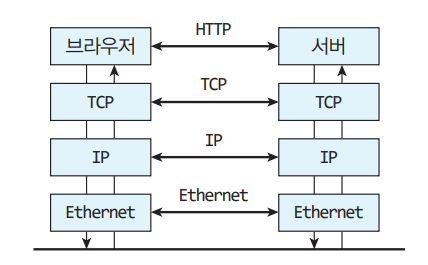 HTTP
브라우저
서버
TCP
TCP
TCP
IP
IP
IP
Ethernet
Ethernet
Ethernet